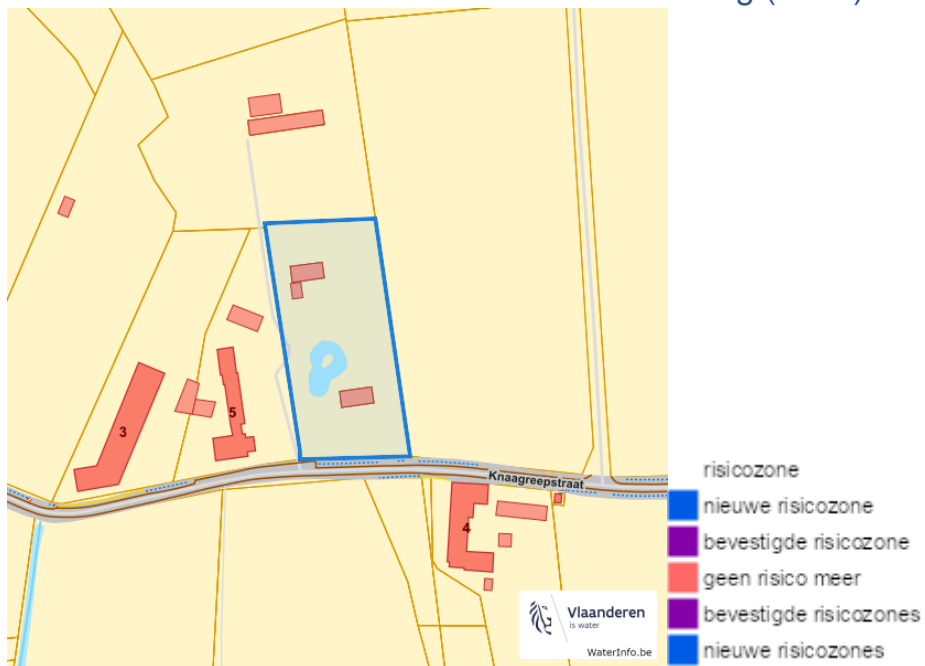 3
5
Knaagreepstraat
4
Vlaanderen
is water
WaterInfo.be
risicozone
nieuwe risicozone
bevestigde risicozone
geen risico meer
bevestigde risicozones
nieuwe risicozones